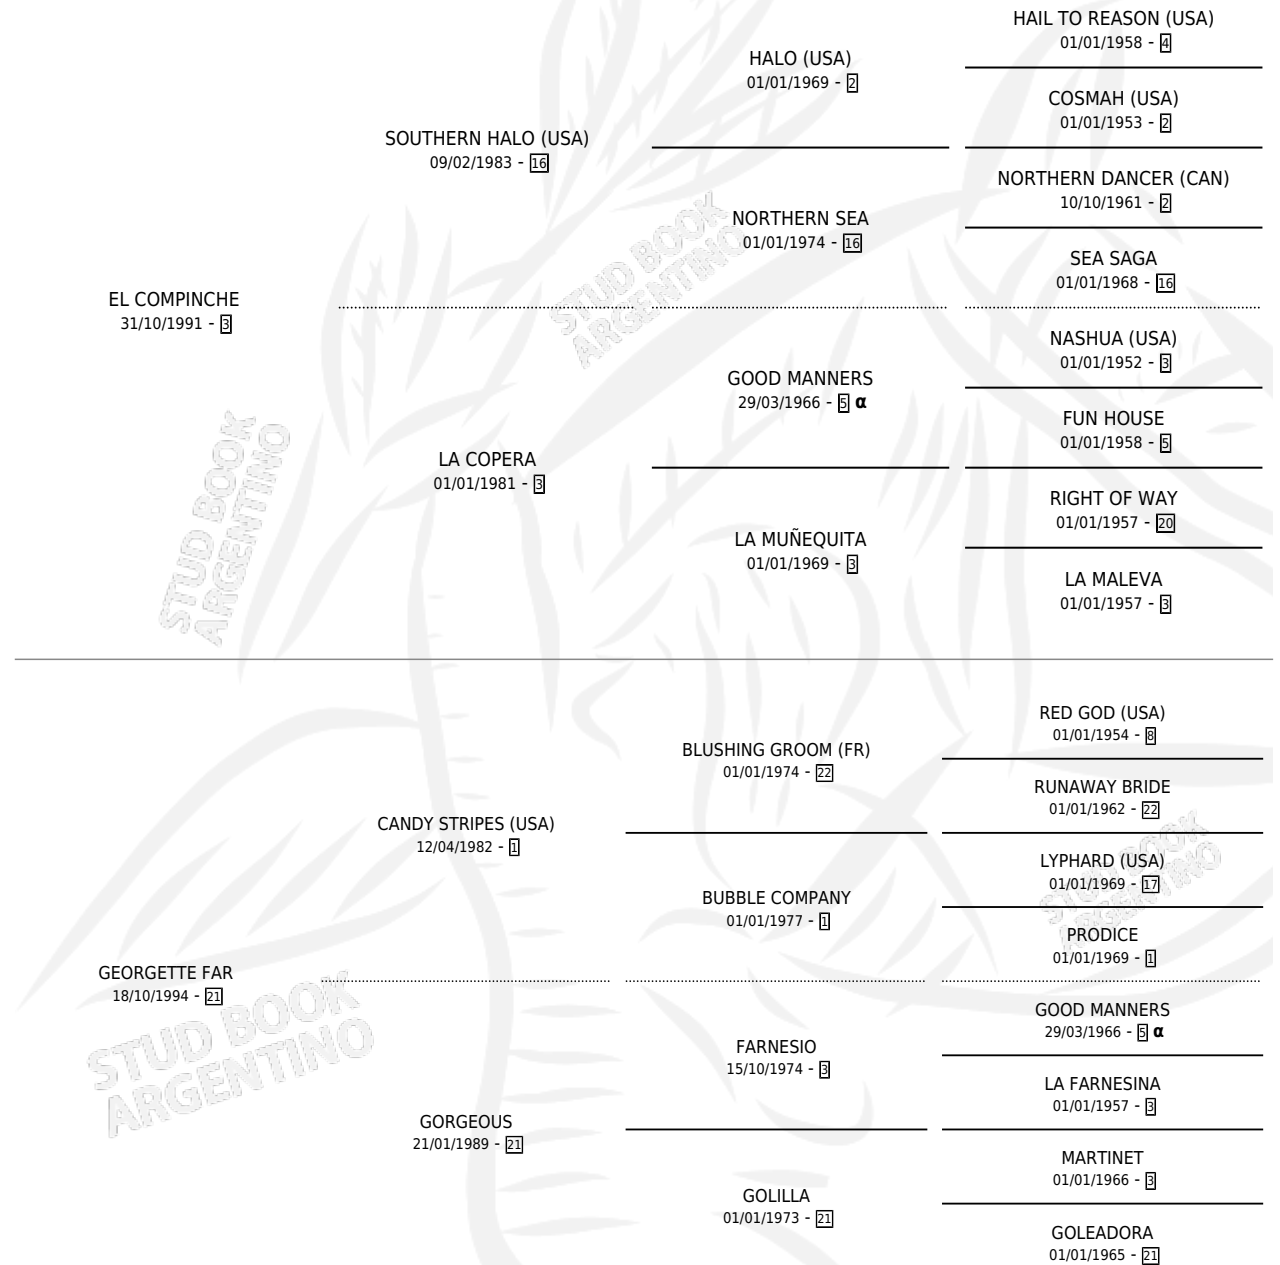 HAIL TO REASON (USA)
01/01/1958 - 4
HALO (USA)
01/01/1969 - 2
COSMAH (USA)
01/01/1953 - 2
SOUTHERN HALO (USA)
09/02/1983 - 16
NORTHERN DANCER (CAN)
10/10/1961 - 2
NORTHERN SEA
01/01/1974 - 16
SEA SAGA
01/01/1968 - 16
STUD BOOK
ARGENTINO
EL COMPINCHE
31/10/1991 - 3
NASHUA (USA)
01/01/1952 - 3
GOOD MANNERS
29/03/1966 - 5 α
FUN HOUSE
01/01/1958 - 5
LA COPERA
01/01/1981 - 3
RIGHT OF WAY
01/01/1957 - 20
LA MUÑEQUITA
01/01/1969 - 3
LA MALEVA
01/01/1957 - 3
STUD BOOK
ARGENTINO
RED GOD (USA)
01/01/1954 - 8
BLUSHING GROOM (FR)
01/01/1974 - 22
RUNAWAY BRIDE
01/01/1962 - 22
CANDY STRIPES (USA)
12/04/1982 - 1
LYPHARD (USA)
01/01/1969 - 17
BUBBLE COMPANY
01/01/1977 - 1
PRODICE
01/01/1969 - 1
STUD BOOK
ARGENTINO
GEORGETTE FAR
18/10/1994 - 21
GOOD MANNERS
29/03/1966 - 5 α
FARNESIO
15/10/1974 - 3
LA FARNESINA
01/01/1957 - 3
GORGEOUS
21/01/1989 - 21
MARTINET
01/01/1966 - 3
GOLILLA
01/01/1973 - 21
GOLEADORA
01/01/1965 - 21
STUD BOOK
ARGENTINO